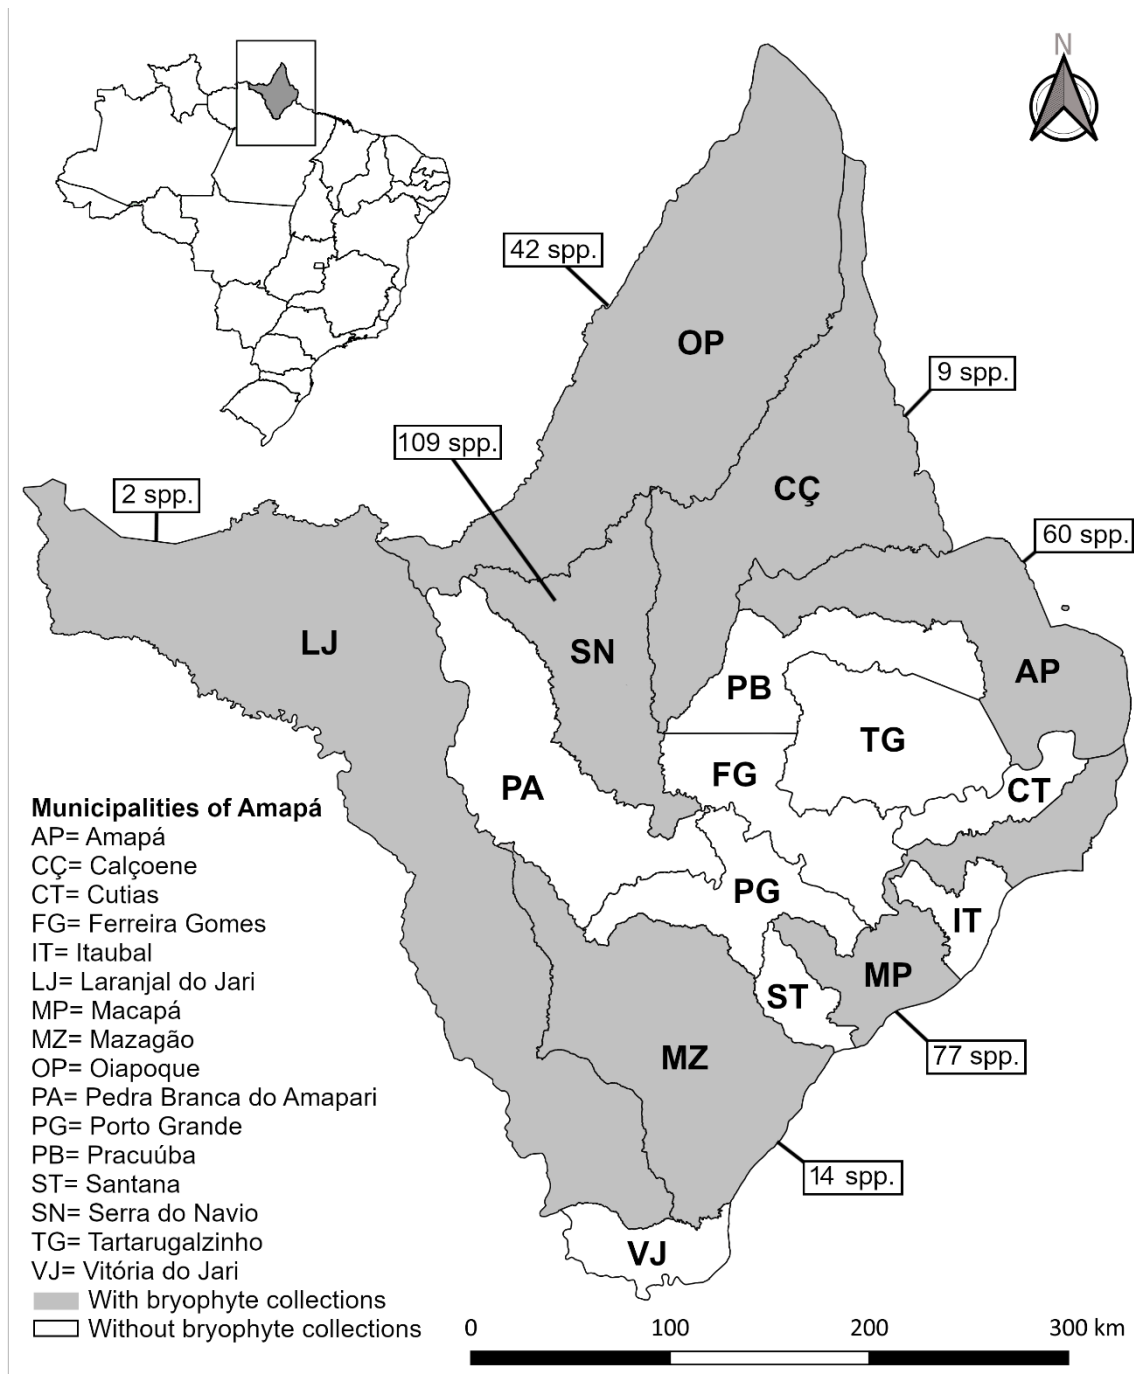 N
42 spp.
OP
9 spp.
109 spp.
2 spp.
CÇ
60 spp.
LJ
SN
AP
PB
TG
FG
PA
CT
PG
IT
MP
ST
MZ
77 spp.
14 spp.
VJ
Municipalities of Amapá
AP= Amapá
CÇ= Calçoene
CT= Cutias
FG= Ferreira Gomes
IT= Itaubal
LJ= Laranjal do Jari
MP= Macapá
MZ= Mazagão
OP= Oiapoque
PA= Pedra Branca do Amapari
PG= Porto Grande
PB= Pracuúba
ST= Santana
SN= Serra do Navio
TG= Tartarugalzinho
VJ= Vitória do Jari
With bryophyte collections
Without bryophyte collections
0 100 200 300 km